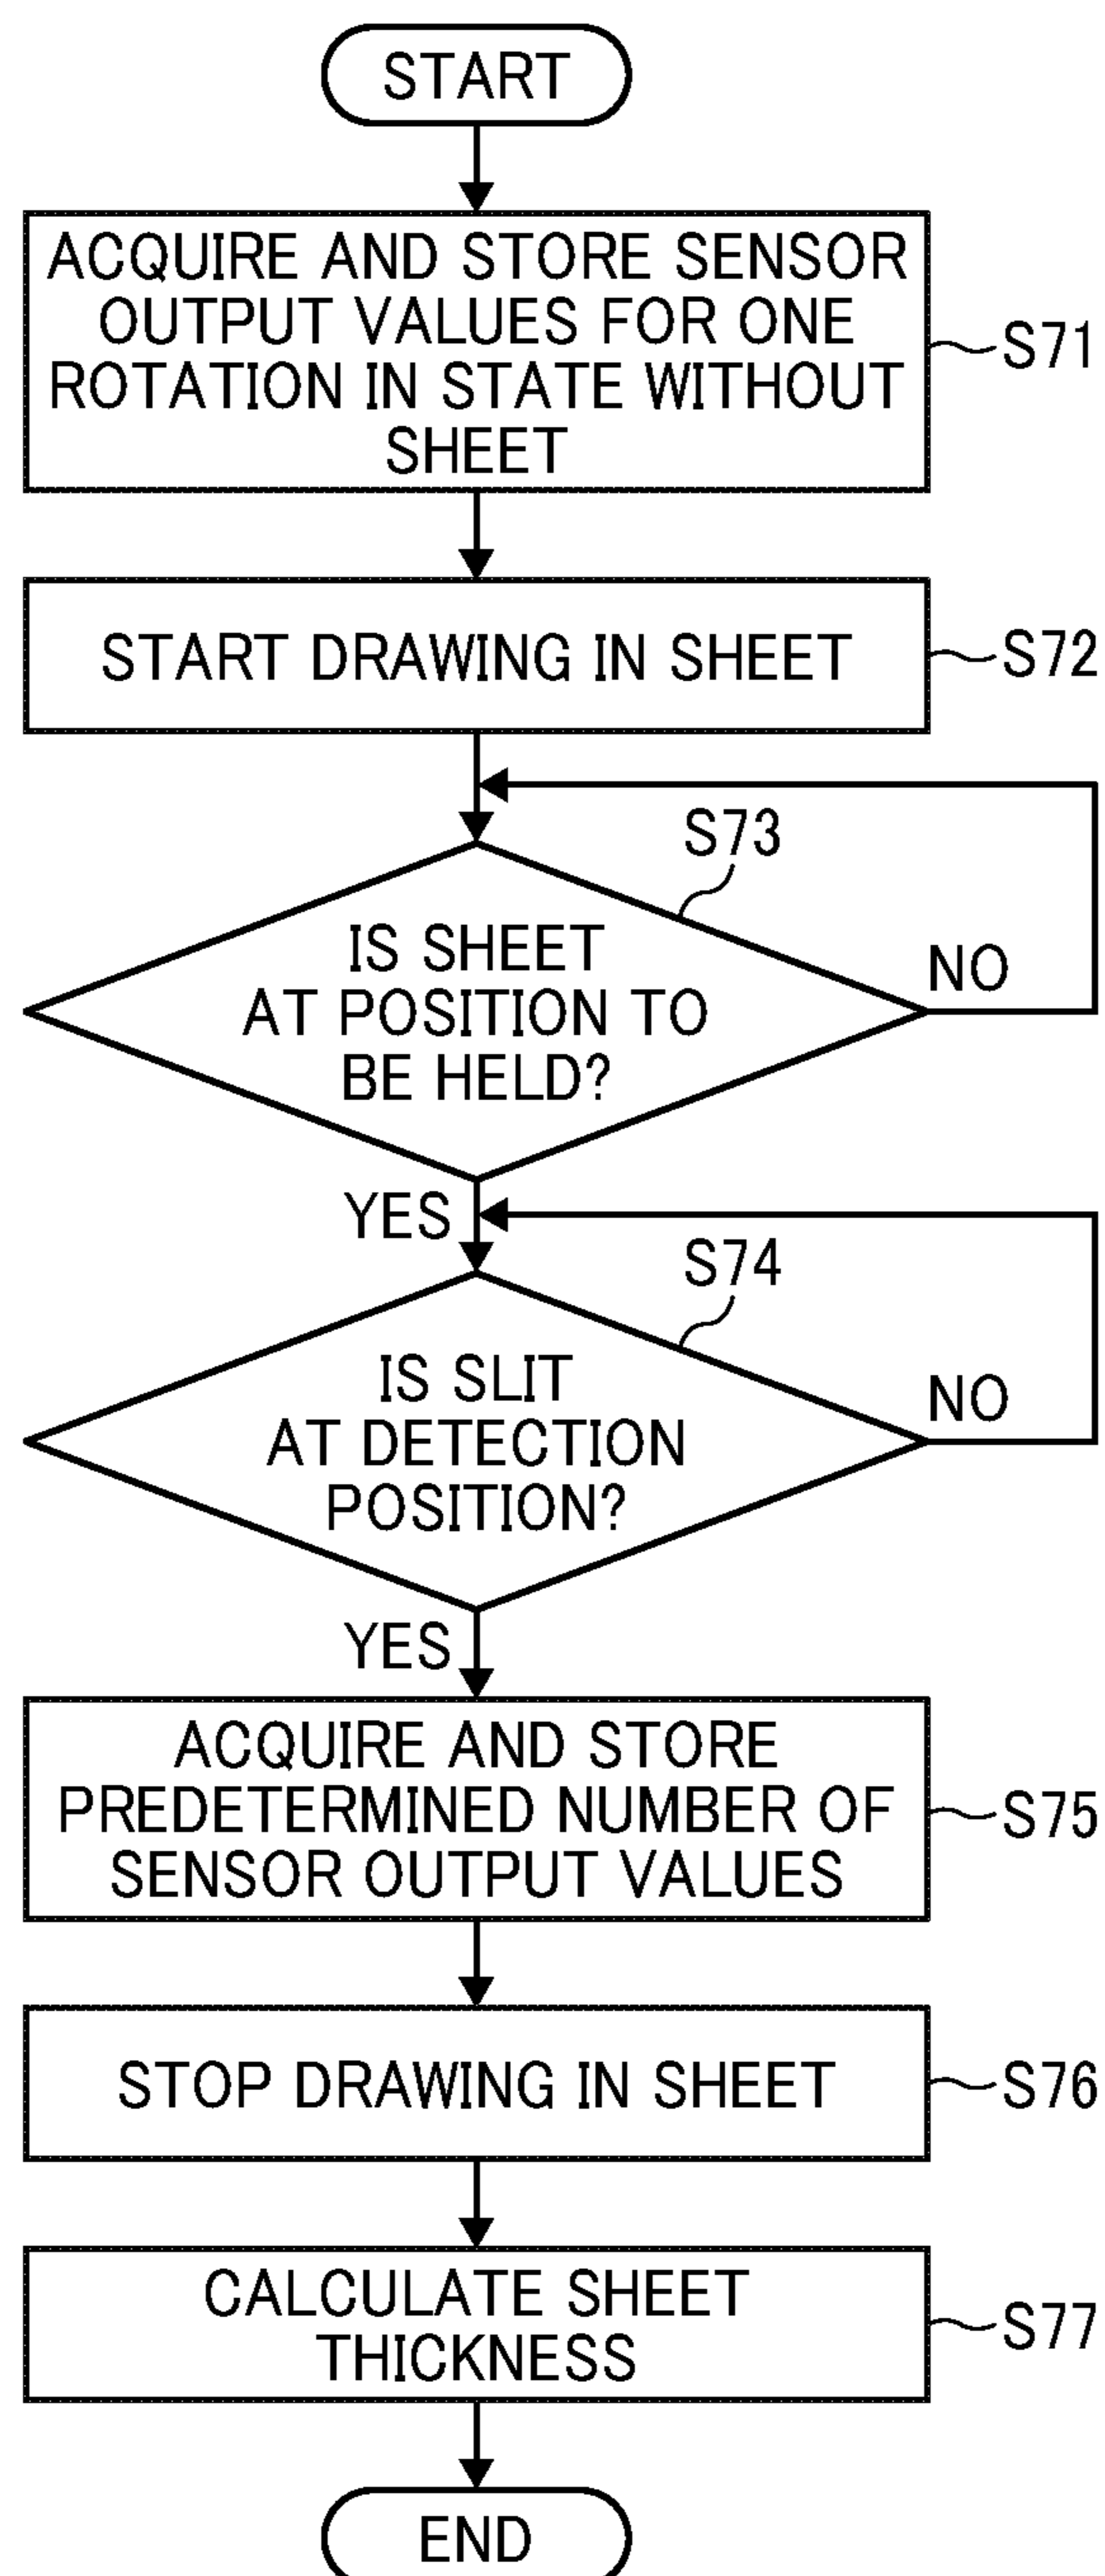 START
ACQUIRE AND STORE SENSOR
OUTPUT VALUES FOR ONE
ROTATION IN STATE WITHOUT
SHEET
S71
START DRAWING IN SHEET
S72
S73
IS SHEET
AT POSITION TO
BE HELD?
NO
YES
S74
IS SLIT
AT DETECTION
POSITION?
NO
YES
ACQUIRE AND STORE
PREDETERMINED NUMBER OF
SENSOR OUTPUT VALUES
S75
STOP DRAWING IN SHEET
S76
CALCULATE SHEET
THICKNESS
S77
END